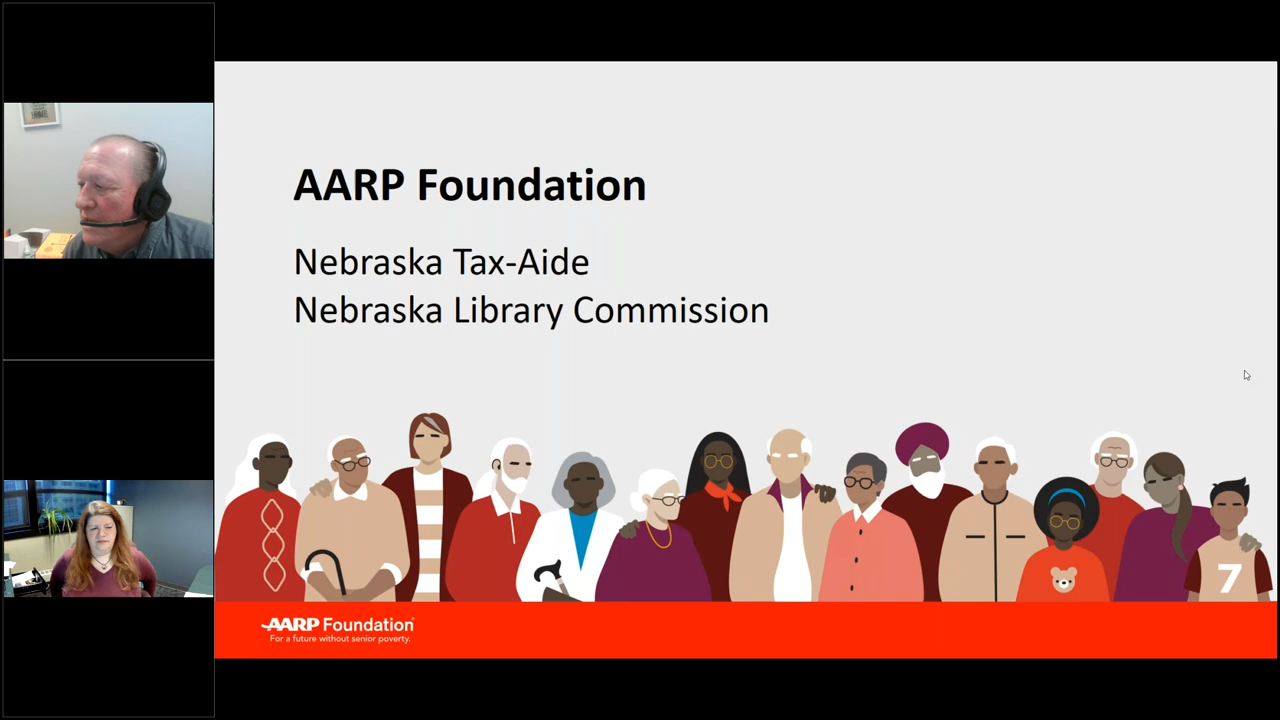 AARP Foundation
Nebraska Tax-Aide
Nebraska Library Commission
7
AARP Foundation
For a future without senior poverty.